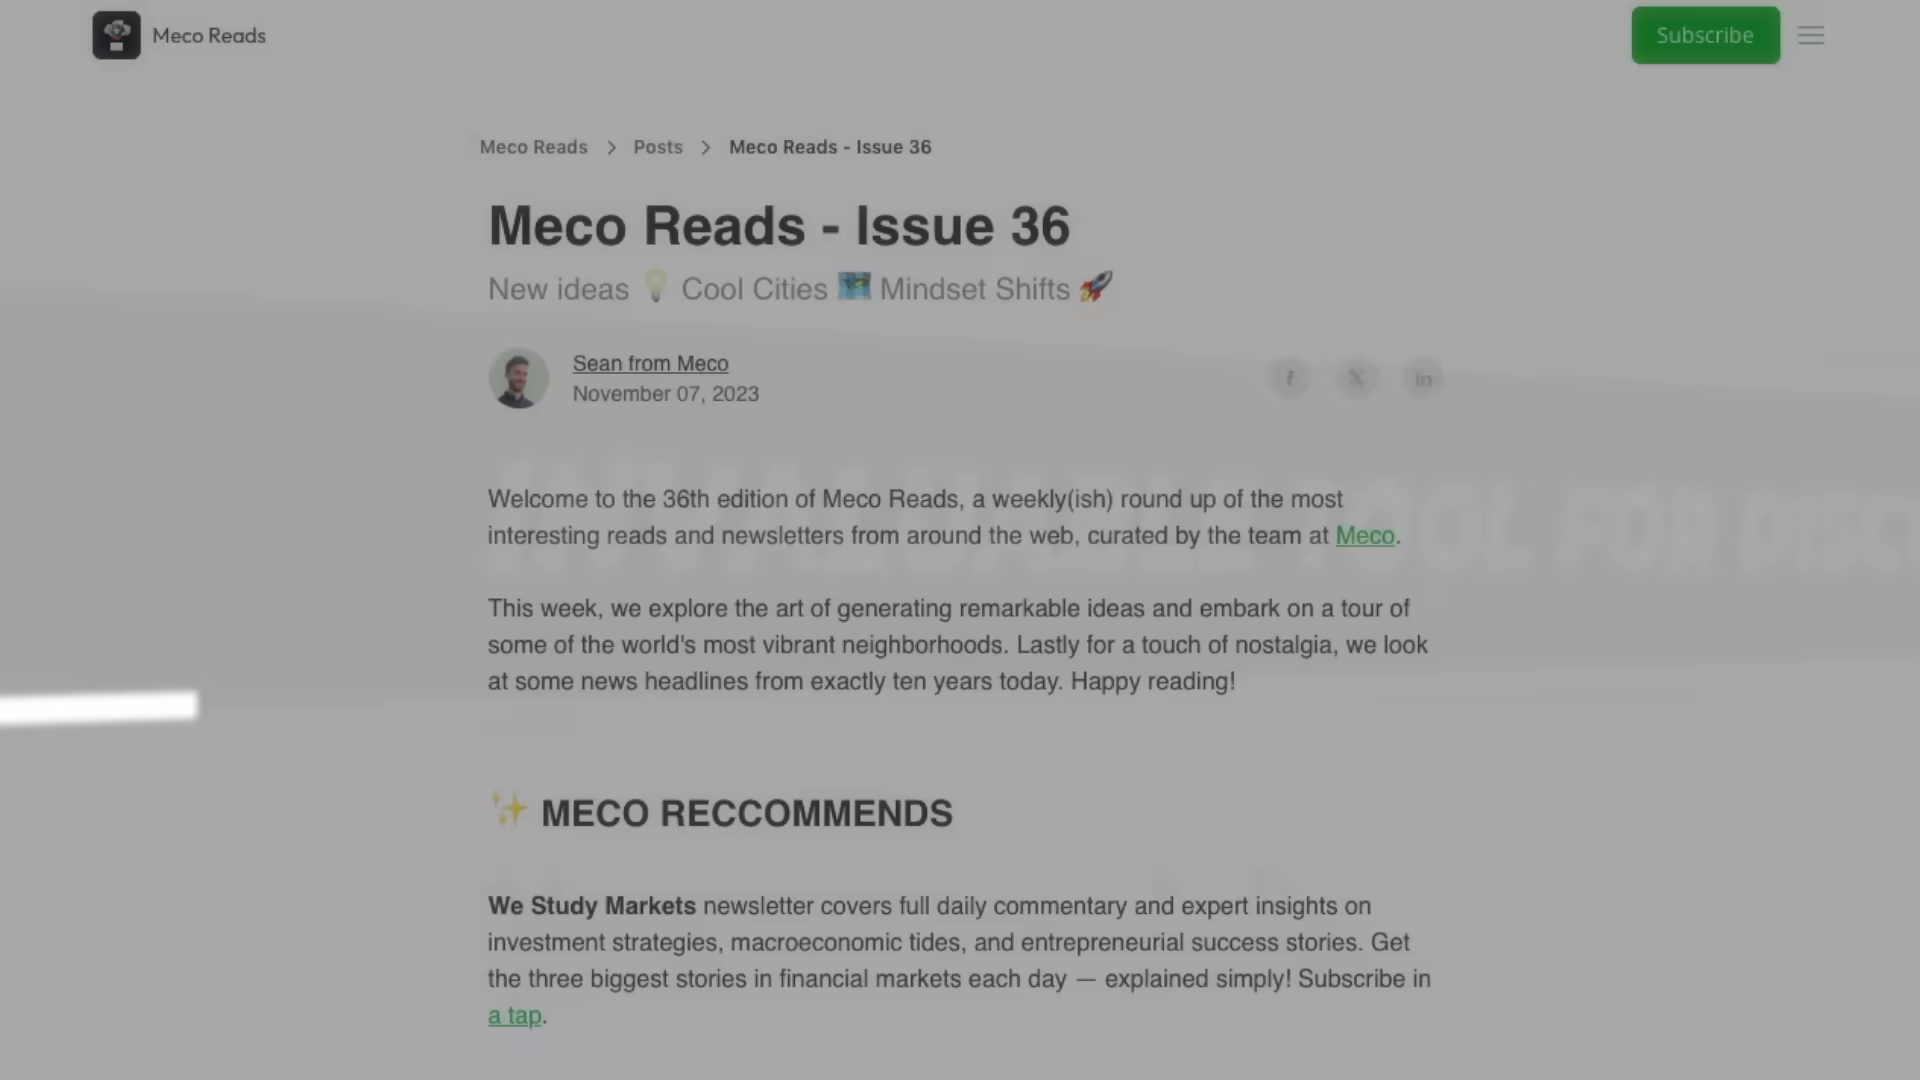 Meco Reads
Subscribe
Meco Reads > Posts > Meco Reads - Issue 36
Meco Reads - Issue 36
New ideas 💡 Cool Cities 🗺️ Mindset Shifts 🚀
Sean from Meco
November 07, 2023
f X in
Welcome to the 36th edition of Meco Reads, a weekly(ish) round up of the most
interesting reads and newsletters from around the web, curated by the team at Meco.
TOOL FOR
This week, we explore the art of generating remarkable ideas and embark on a tour of
some of the world's most vibrant neighborhoods. Lastly for a touch of nostalgia, we look
at some news headlines from exactly ten years today. Happy reading!
✨ MECO RECCOMMENDS
We Study Markets newsletter covers full daily commentary and expert insights on
investment strategies, macroeconomic tides, and entrepreneurial success stories. Get
the three biggest stories in financial markets each day — explained simply! Subscribe in
a tap.